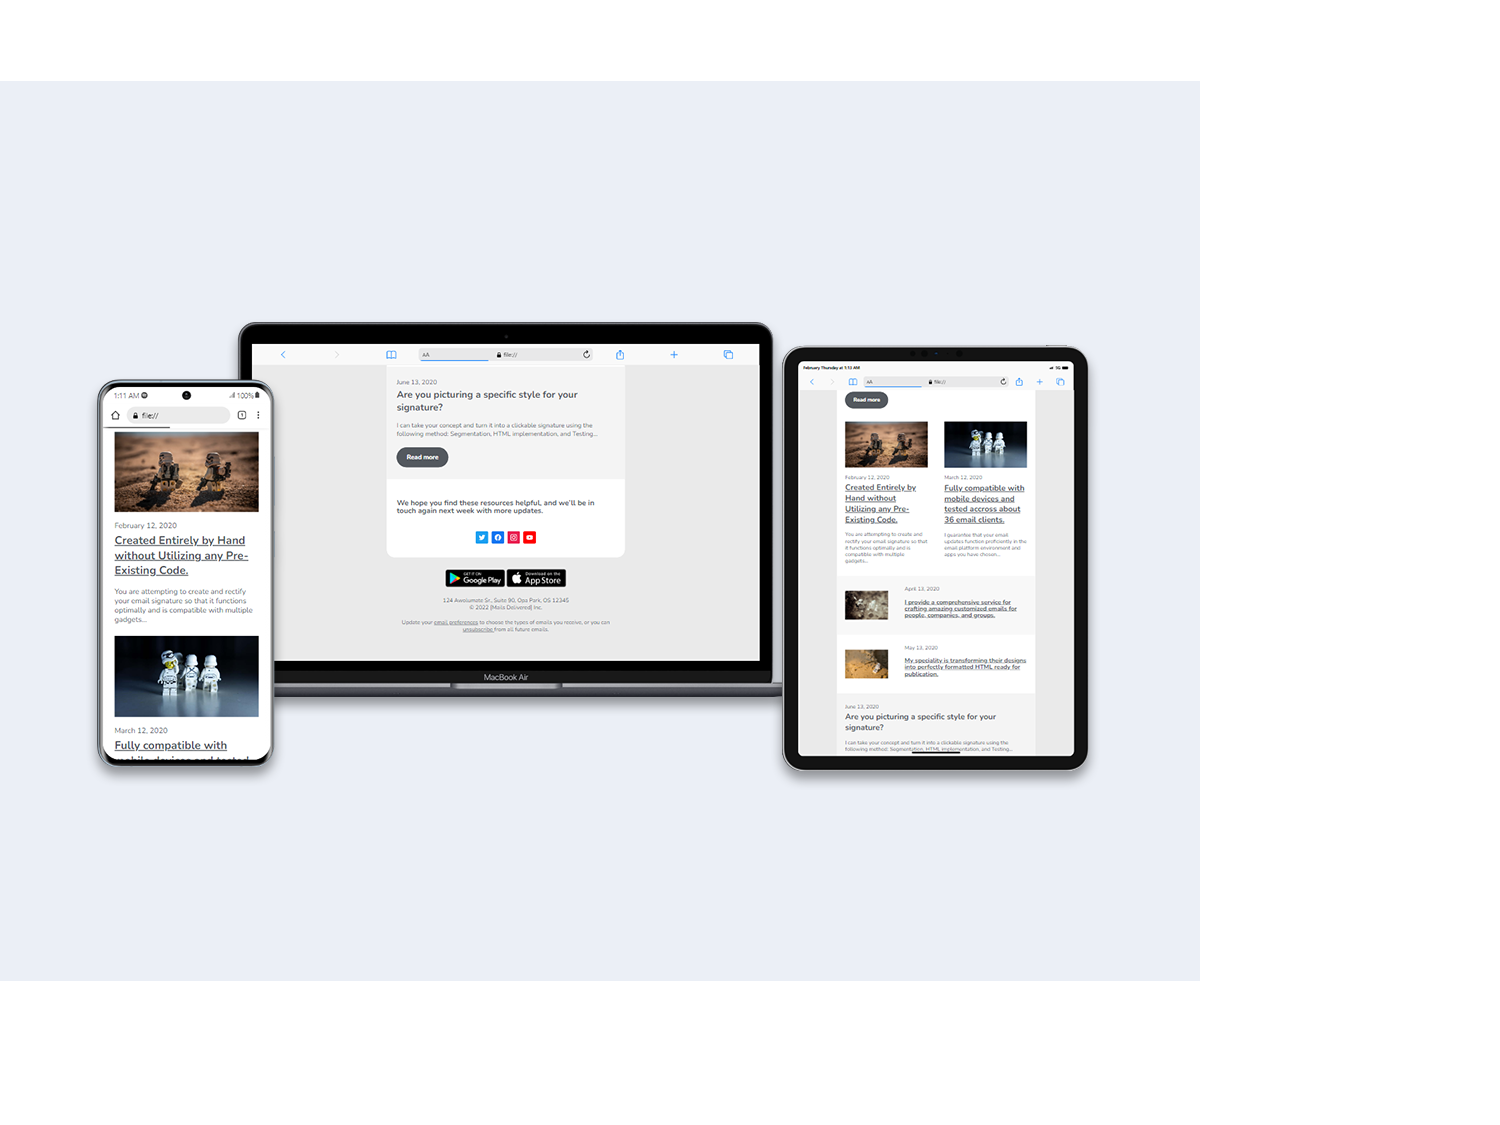 1:11 AM
100%
file://
February 12, 2020
Created Entirely by Hand
without Utilizing any Pre-
Existing Code.
You are attempting to create and rectify
your email signature so that it functions
optimally and is compatible with multiple
gadgets...
March 12, 2020
Fully compatible with
mobile devices and tested
AA
file://
June 13, 2020
Are you picturing a specific style for your
signature?
I can take your concept and turn it into a clickable signature using the
following method: Segmentation, HTML implementation, and Testing...
Read more
We hope you find these resources helpful, and we'll be in
touch again next week with more updates.
GET IT ON
Google Play
Download on the
App Store
124 Awesomate Sr., Suite 90, Opa Park, OS 12345
© 2022 [Mails Delivered] Inc.
Update your email preferences to choose the types of emails you receive, or you can
unsubscribe from all future emails.
MacBook Air
February Thursday at 1:13 AM
5G
AA
file://
Read more
February 12, 2020
Created Entirely by
Hand without
Utilizing any Pre-
Existing Code.
You are attempting to create and
rectify your email signature so that
it functions optimally and is
compatible with multiple
gadgets...
March 12, 2020
Fully compatible with
mobile devices and
tested accross about
36 email clients.
I guarantee that your email
updates function proficiently in the
email platform environment and
apps you have chosen...
April 13, 2020
I provide a comprehensive service for
crafting amazing customized emails for
people, companies, and groups.
May 13, 2020
My speciality is transforming their designs
into perfectly formatted HTML ready for
publication.
June 13, 2020
Are you picturing a specific style for your
signature?
I can take your concept and turn it into a clickable signature using the
following method: Segmentation, HTML implementation, and Testing...